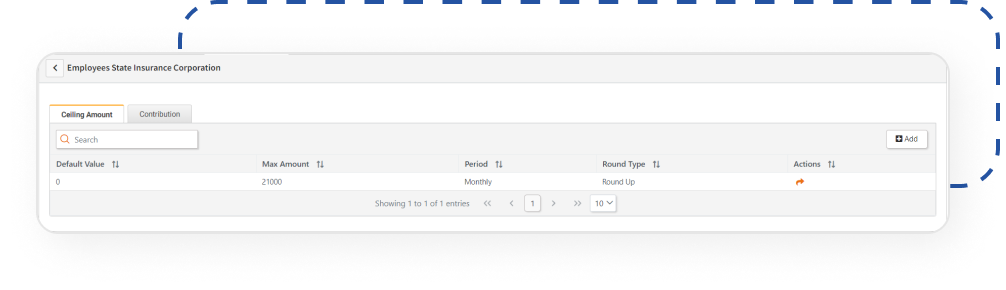 Employees State Insurance Corporation
Ceiling Amount Contribution
Search Add
Default Value Max Amount Period Round Type Actions
0 21000 Monthly Round Up
Showing 1 to 1 of 1 entries << < 1 > >> 10